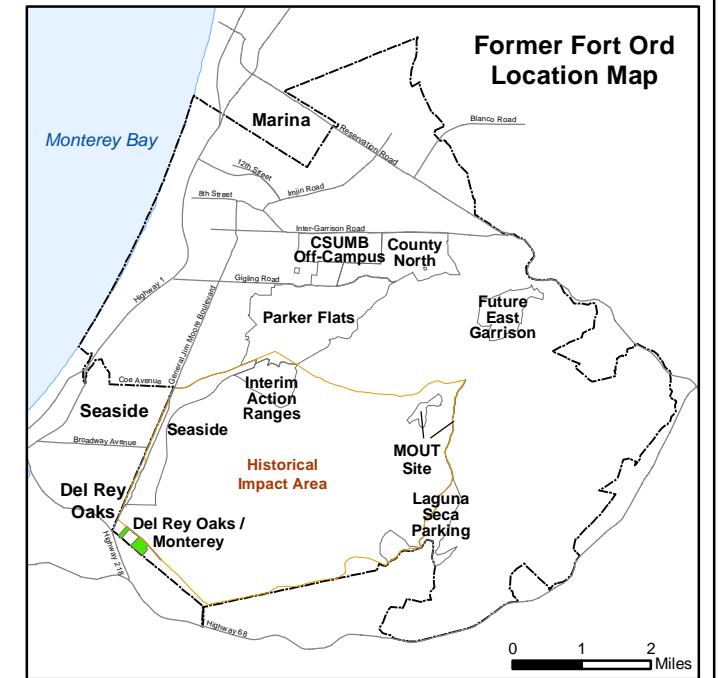 Former Fort Ord
Location Map
Marina
Monterey Bay
Blanco Road
Reservation Road
12th Street
Imjin Road
8th Street
Inter-Garrison Road
CSUMB
Off-Campus
County
North
Gigling Road
Highway 1
General Jim Moore Boulevard
Parker Flats
Future
East
Garrison
Coe Avenue
Interim
Action
Ranges
Seaside
Seaside
Broadway Avenue
MOUT
Site
Historical
Impact Area
Del Rey
Oaks
Laguna
Seca
Parking
Del Rey Oaks /
Monterey
Highway 218
Highway 68
0 1 2
Miles